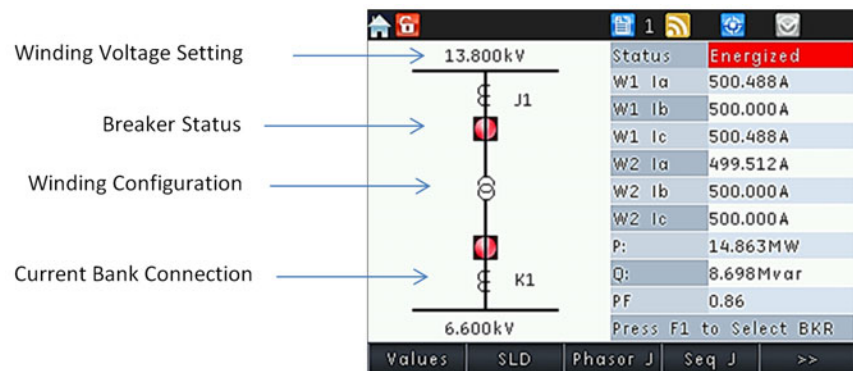 1
Winding Voltage Setting
13.800kV
J1
Breaker Status
Winding Configuration
Current Bank Connection
K1
6.600kV
Status Energized
W1 Ia 500.488A
W1 Ib 500.000A
W1 Ic 500.488A
W2 Ia 499.512A
W2 Ib 500.000A
W2 Ic 500.000A
P: 14.863MW
Q: 8.698Mvar
PF 0.86
Press F1 to Select BKR
Values SLD Phasor J Seq J >>